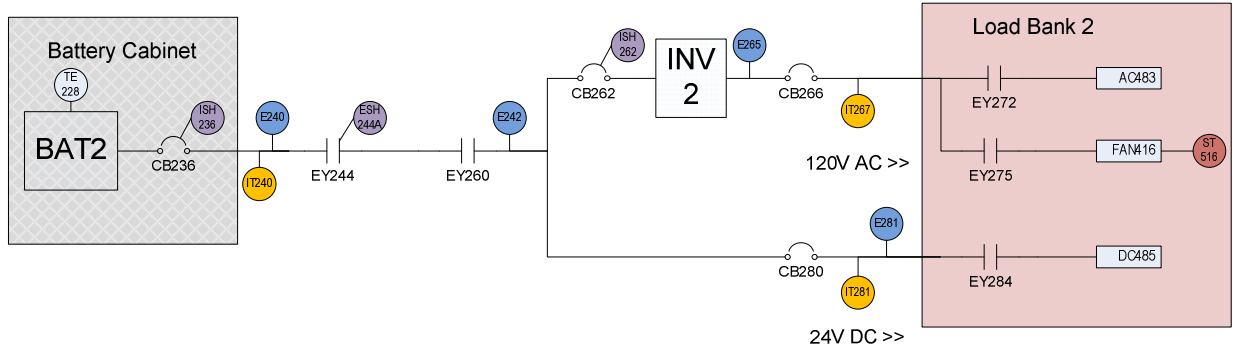 Battery Cabinet
TE
228
BAT2
ISH
236
CB236
E240
IT240
ESH
244A
EY244
EY260
E242
ISH
262
CB262
INV
2
E265
CB266
IT267
120V AC >>
E281
CB280
IT281
24V DC >>
Load Bank 2
EY272
AC483
EY275
FAN416
ST
516
EY284
DC485